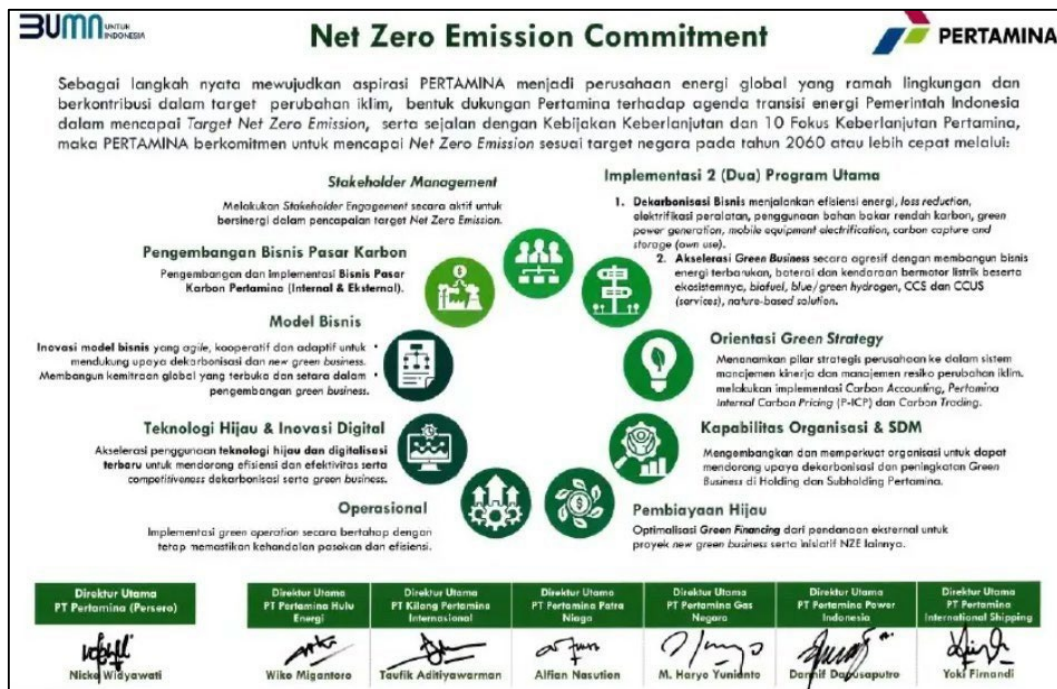 BUMN UNTUK
INDONESIA
Net Zero Emission Commitment
PERTAMINA
Sebagai langkah nyata mewujudkan aspirasi PERTAMINA menjadi perusahaan energi global yang ramah lingkungan dan
berkontribusi dalam target perubahan iklim, bentuk dukungan Pertamina terhadap agenda transisi energi Pemerintah Indonesia
dalam mencapai Target Net Zero Emission, serta sejalan dengan Kebijakan Keberlanjutan dan 10 Fokus Keberlanjutan Pertamina,
maka PERTAMINA berkomitmen untuk mencapai Net Zero Emission sesuai target negara pada tahun 2060 atau lebih cepat melalui:
Stakeholder Management
Melakukan Stakeholder Engagement secara aktif untuk
bersinergi dalam pencapaian target Net Zero Emission.
Pengembangan Bisnis Pasar Karbon
Pengembangan dan implementasi Bisnis Pasar
Karbon Pertamina (Internal & Eksternal).
Model Bisnis
Inovasi model bisnis yang agile, kooperatif dan adaptif untuk •
mendukung upaya dekarbonisasi dan new green business.
Membangun kemitraan global yang terbuka dan setara dalam •
pengembangan green business.
Teknologi Hijau & Inovasi Digital
Akselerasi penggunaan teknologi hijau dan digitalisasi
terbaru untuk mendorong efisiensi dan efektivitas serta
competitiveness dekarbonisasi serta green business.
Operasional
Implementasi green operation secara bertahap dengan
tetap memastikan kehandalan pasokan dan efisiensi.
Implementasi 2 (Dua) Program Utama
1. Dekarbonisasi Bisnis menjalankan efisiensi energi, loss reduction,
elektrifikasi peralatan, penggunaan bahan bakar rendah karbon, green
power generation, mobile equipment electrification, carbon capture and
storage (own use).
2. Akselerasi Green Business secara agresif dengan membangun bisnis
energi terbarukan, baterai dan kendaraan bermotor listrik beserta
ekosistemnya, biofuel, blue/green hydrogen, CCS dan CCUS
(services), nature-based solution.
Orientasi Green Strategy
Menanamkan pilar strategis perusahaan ke dalam sistem
manajemen kinerja dan manajemen resiko perubahan iklim.
melakukan implementasi Carbon Accounting, Pertamina
Internal Carbon Pricing (P-ICP) dan Carbon Trading.
Kapabilitas Organisasi & SDM
Mengembangkan dan memperkuat organisasi untuk dapat
mendorong upaya dekarbonisasi dan peningkatan Green
Business di Holding dan Subholding Pertamina.
Pembiayaan Hijau
Optimalisasi Green Financing dari pendanaan eksternal untuk
proyek new green business serta inisiatif NZE lainnya.
Direktur Utama
PT Pertamina (Persero)
Nicke Widyawati
Direktur Utama
PT Pertamina Hulu
Energi
Wiko Migantoro
Direktur Utama
PT Kilang Pertamina
Internasional
Taufik Aditiyawarman
Direktur Utama
PT Pertamina Patra
Niaga
Alfian Nasution
Direktur Utama
PT Pertamina Gas
Negara
M. Haryo Yunianto
Direktur Utama
PT Pertamina Power
Indonesia
Direktur Utama
PT Pertamina
International Shipping
Yoki Firnandi